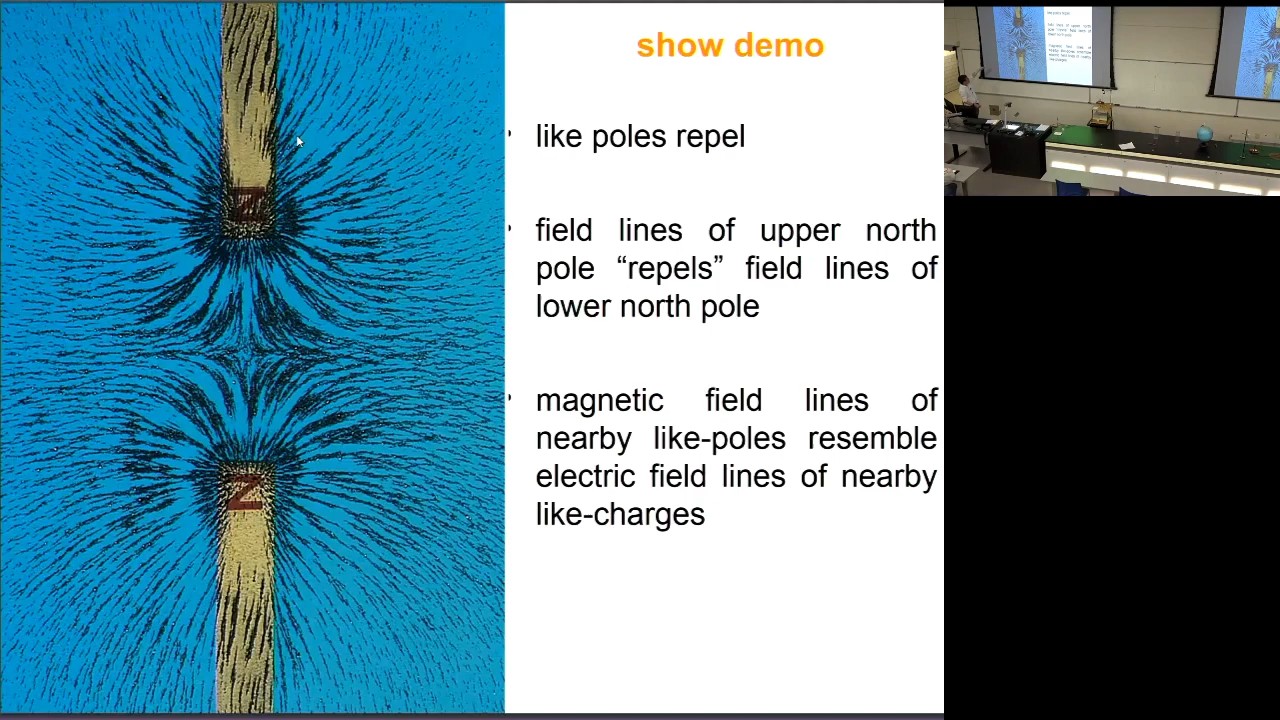 show demo
like poles repel
field lines of upper north
pole “repels” field lines of
lower north pole
magnetic field lines of
nearby like-poles resemble
electric field lines of nearby
like-charges
N
N